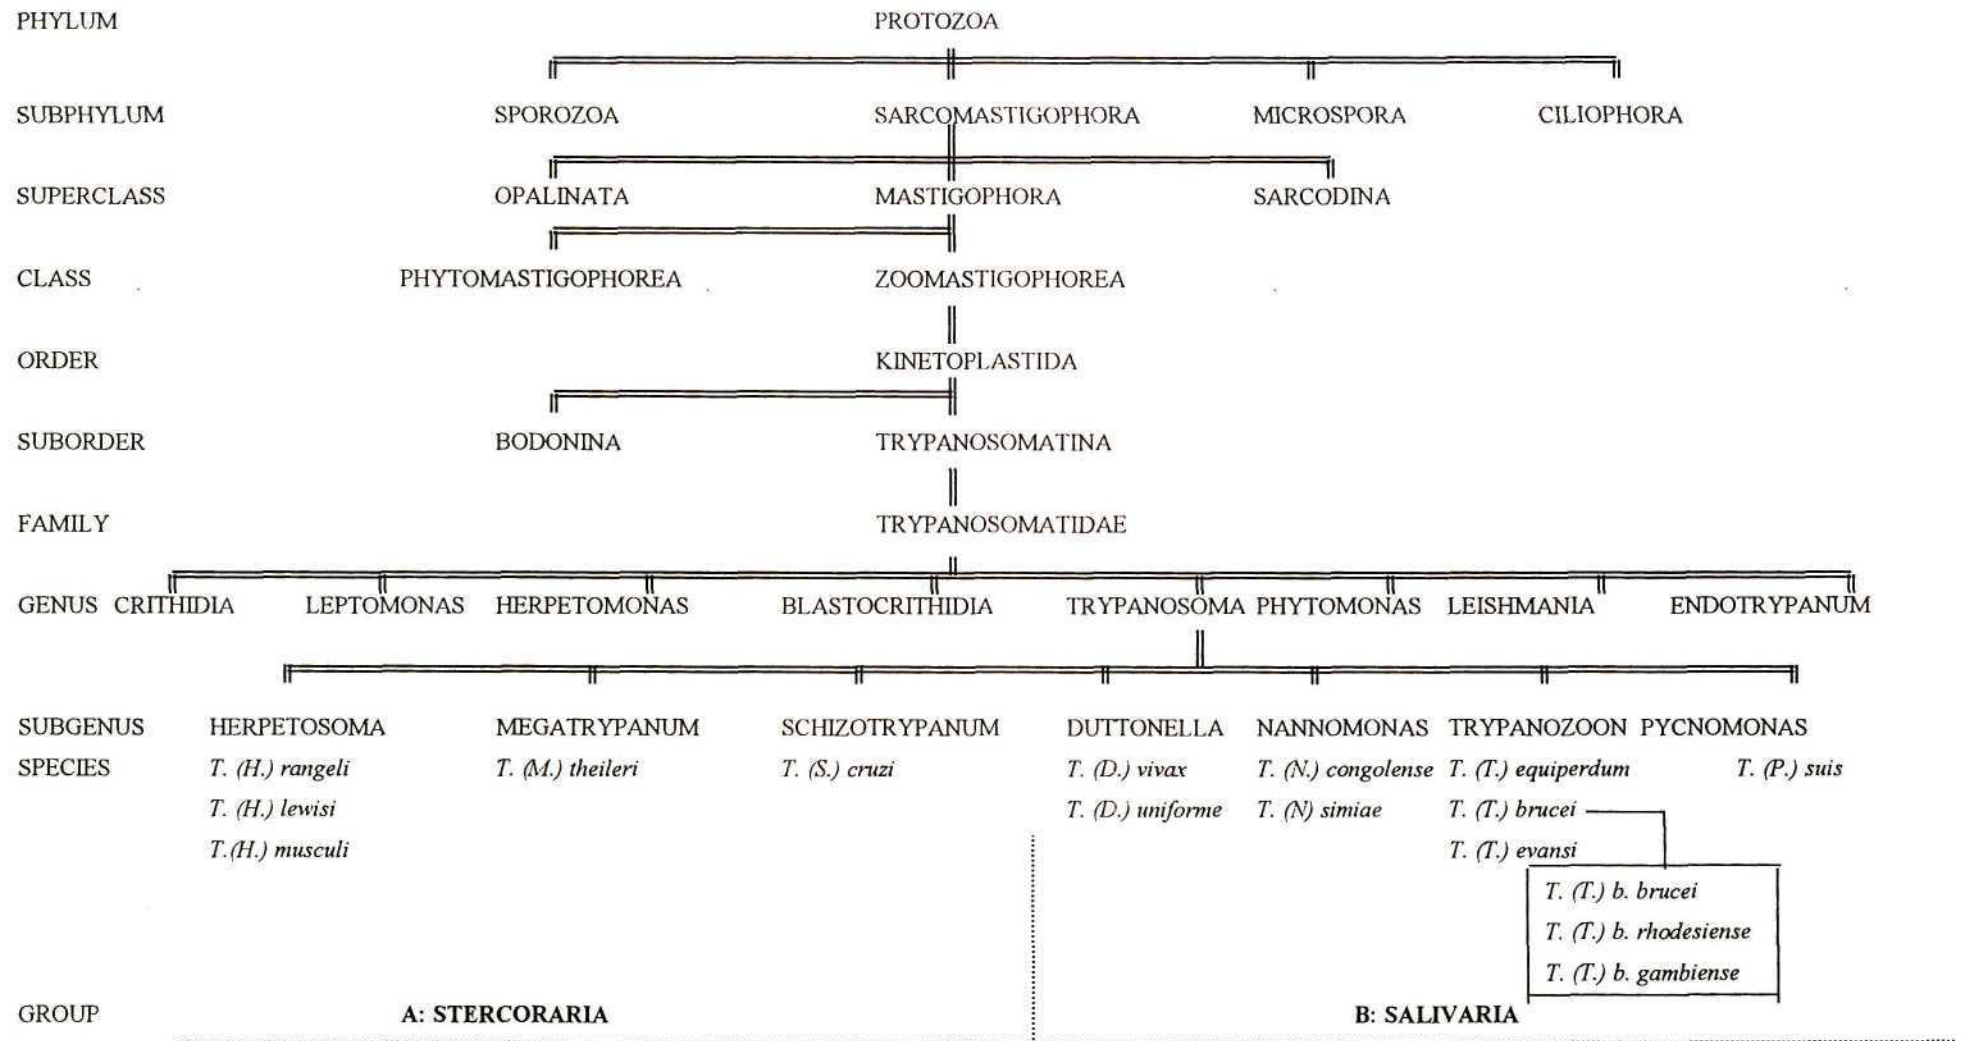 PHYLUM PROTOZOA
SUBPHYLUM SPOROZOA SARCOMASTIGOPHORA MICROSPORA CILIOPHORA
SUPERCLASS OPALINATA MASTIGOPHORA SARCODINA
CLASS PHYTOMASTIGOPHOREA ZOOMASTIGOPHOREA
ORDER KINETOPLASTIDA
SUBORDER BODONINA TRYPANOSOMATINA
FAMILY TRYPANOSOMATIDAE
GENUS CRITHIDIA LEPTOMONAS HERPETOMONAS BLASTOCRITHIDIA TRYPANOSOMA PHYTOMONAS LEISHMANIA ENDOTRYPANUM
SUBGENUS HERPETOSOMA MEGATRYPANUM SCHIZOTRYPANUM DUTTONELLA NANNOMONAS TRYPANOZOON PYCNOMONAS
SPECIES T. (H.) rangeli T. (M.) theileri T. (S.) cruzi T. (D.) vivax T. (N.) congolense T. (T.) equiperdum T. (P.) suis
T. (H.) lewisi T. (D.) uniforme T. (N) simiae T. (T.) brucei
T.(H.) musculi T. (T.) evansi
T. (T.) b. brucei
T. (T.) b. rhodesiense
T. (T.) b. gambiense
GROUP A: STERCORARIA B: SALIVARIA